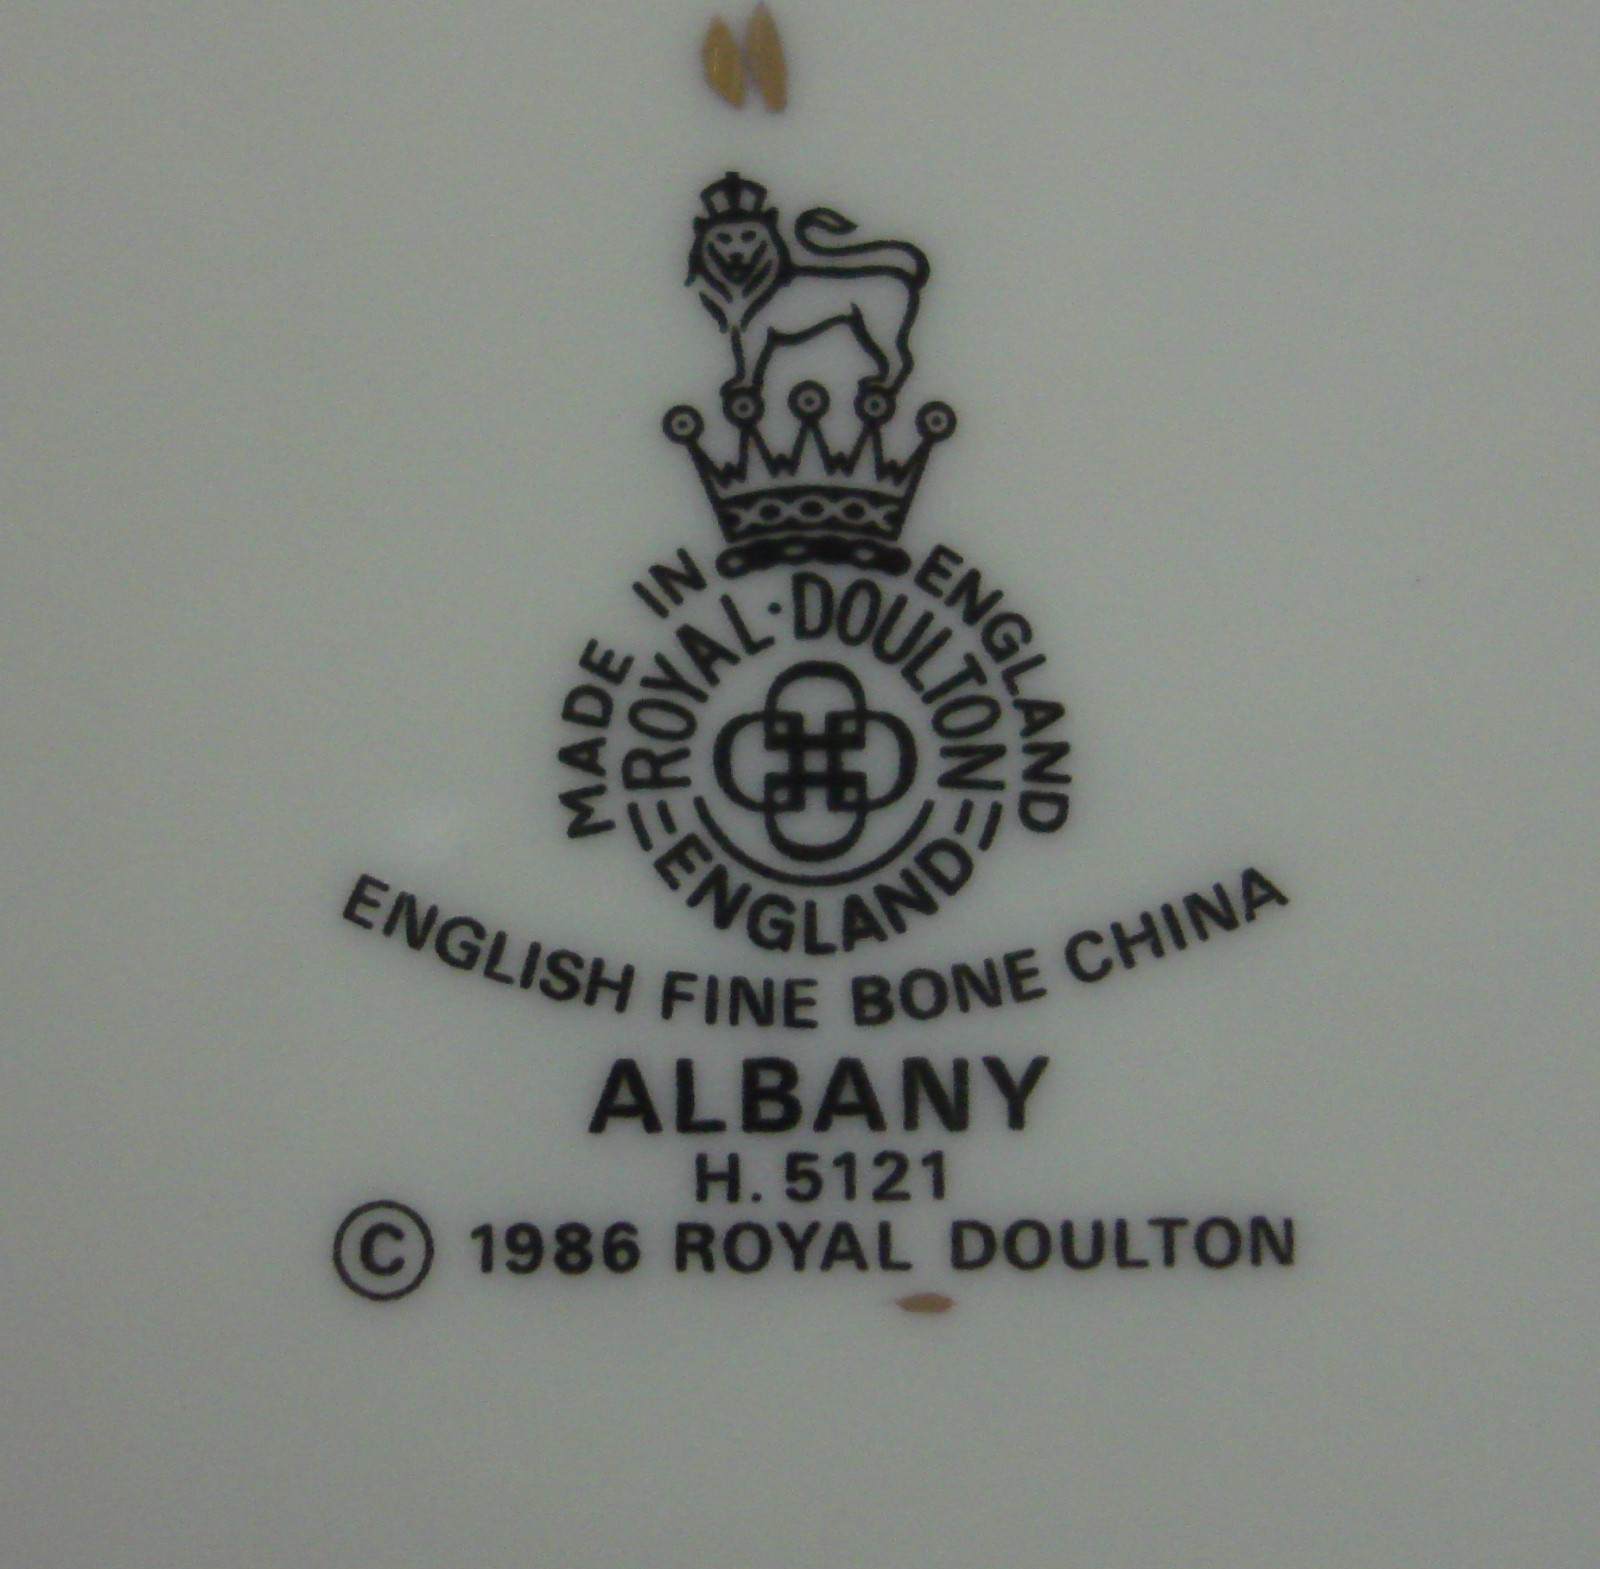 MADE IN ENGLAND
ROYAL · DOULTON
ENGLAND
ENGLISH FINE BONE CHINA
ALBANY
H. 5121
© 1986 ROYAL DOULTON